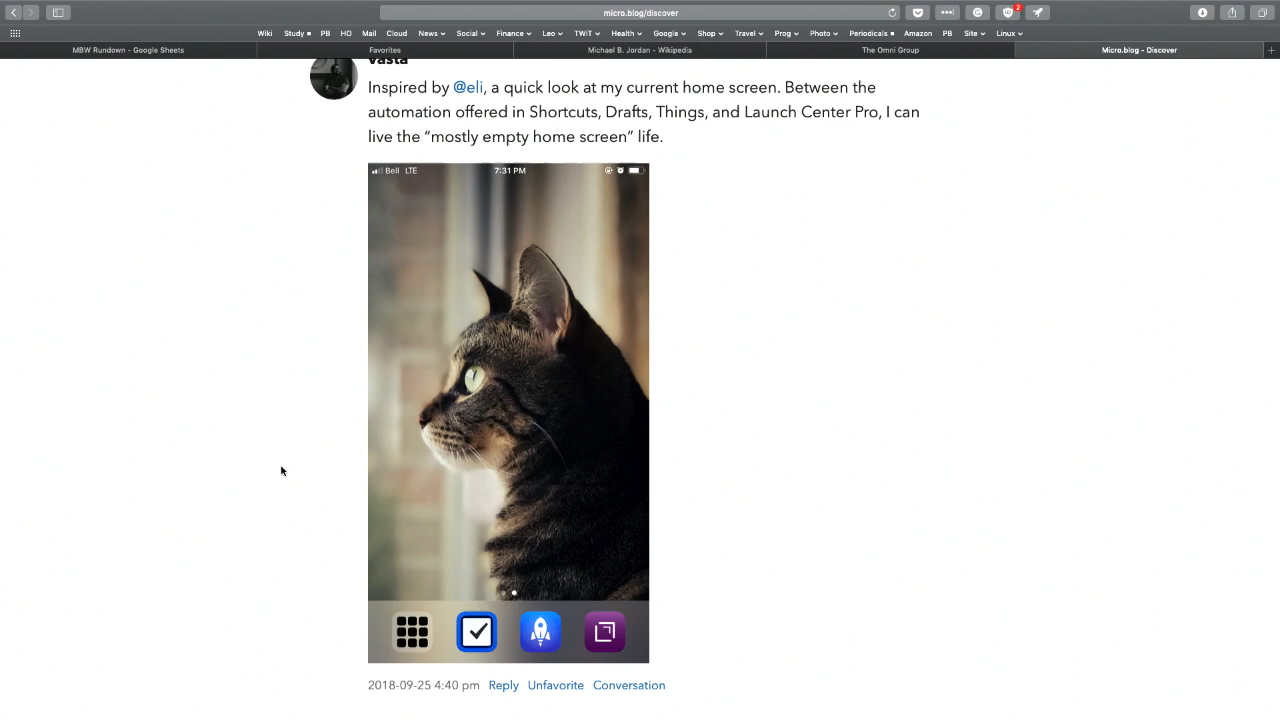 micro.blog/discover
2
Wiki Study PB HD Mail Cloud News Social Finance Leo TWiT Health Google Shop Travel Prog Photo Periodicals Amazon PB Site Linux
MBW Rundown - Google Sheets Favorites Michael B. Jordan - Wikipedia The Omni Group Micro.blog - Discover
vasta
Inspired by @eli, a quick look at my current home screen. Between the
automation offered in Shortcuts, Drafts, Things, and Launch Center Pro, I can
live the “mostly empty home screen” life.
Bell LTE 7:31 PM
2018-09-25 4:40 pm Reply Unfavorite Conversation